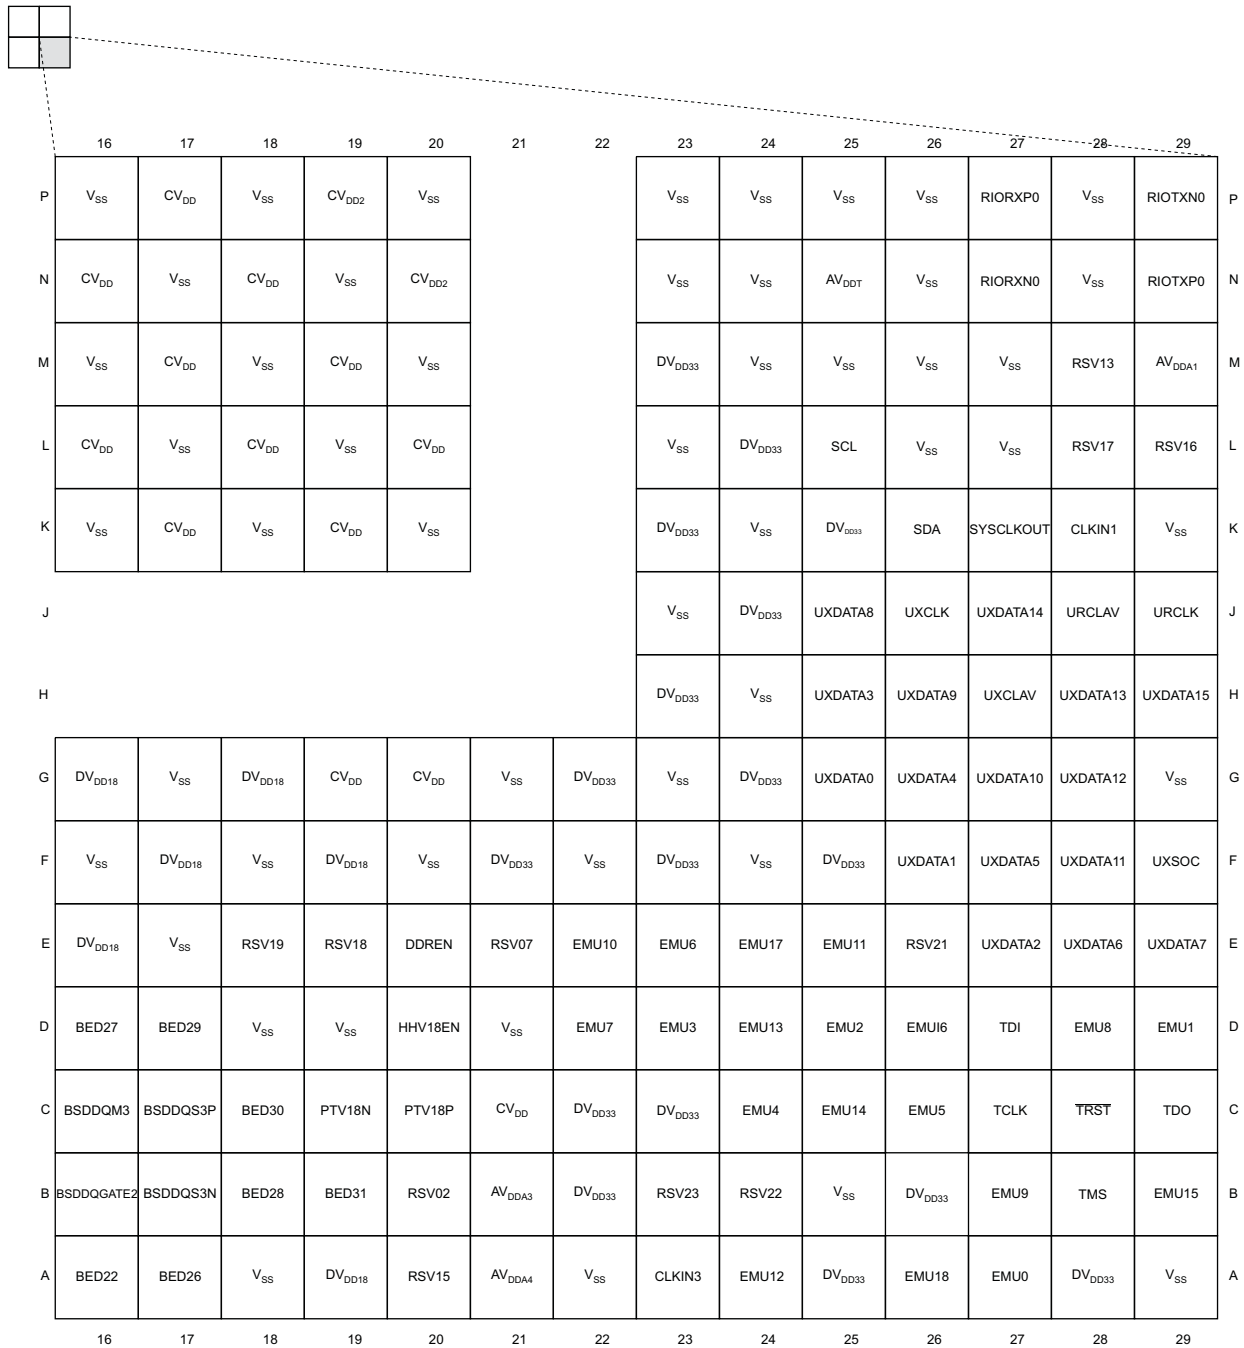 16 17 18 19 20 21 22 23 24 25 26 27 28 29
P VSS CVDD VSS CVDD2 VSS VSS VSS VSS VSS RIORXP0 VSS RIOTXN0 P
N CVDD VSS CVDD VSS CVDD2 VSS VSS AVDDT VSS RIORXN0 VSS RIOTXP0 N
M VSS CVDD VSS CVDD VSS DVDD33 VSS VSS VSS VSS RSV13 AVDDA1 M
L CVDD VSS CVDD VSS CVDD VSS DVDD33 SCL VSS VSS RSV17 RSV16 L
K VSS CVDD VSS CVDD VSS DVDD33 VSS DVDD33 SDA SYSCLKOUT CLKIN1 VSS K
J VSS DVDD33 UXDATA8 UXCLK UXDATA14 URCLAV URCLK J
H DVDD33 VSS UXDATA3 UXDATA9 UXCLAV UXDATA13 UXDATA15 H
G DVDD18 VSS DVDD18 CVDD CVDD VSS DVDD33 VSS DVDD33 UXDATA0 UXDATA4 UXDATA10 UXDATA12 VSS G
F VSS DVDD18 VSS DVDD18 VSS DVDD33 VSS DVDD33 VSS DVDD33 UXDATA1 UXDATA5 UXDATA11 UXSOC F
E DVDD18 VSS RSV19 RSV18 DDREN RSV07 EMU10 EMU6 EMU17 EMU11 RSV21 UXDATA2 UXDATA6 UXDATA7 E
D BED27 BED29 VSS VSS HHV18EN VSS EMU7 EMU3 EMU13 EMU2 EMUI6 TDI EMU8 EMU1 D
C BSDDQM3 BSDDQS3P BED30 PTV18N PTV18P CVDD DVDD33 DVDD33 EMU4 EMU14 EMU5 TCLK TRST TDO C
B BSDDQGATE2 BSDDQS3N BED28 BED31 RSV02 AVDDA3 DVDD33 RSV23 RSV22 VSS DVDD33 EMU9 TMS EMU15 B
A BED22 BED26 VSS DVDD18 RSV15 AVDDA4 VSS CLKIN3 EMU12 DVDD33 EMU18 EMU0 DVDD33 VSS A
16 17 18 19 20 21 22 23 24 25 26 27 28 29